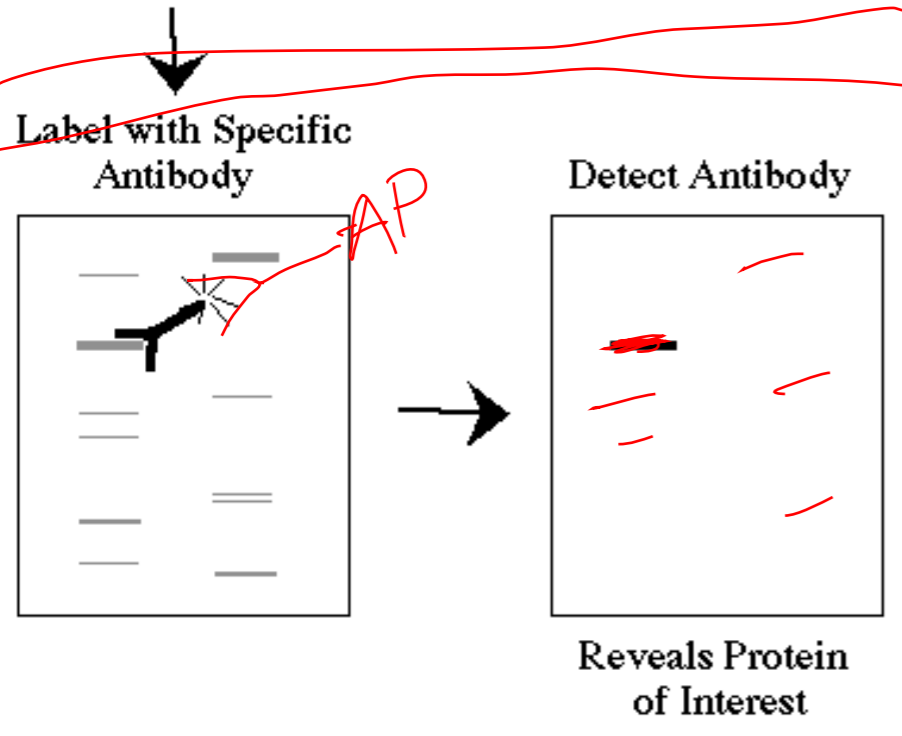 Label with Specific
Antibody
AP
Detect Antibody
Reveals Protein
of Interest